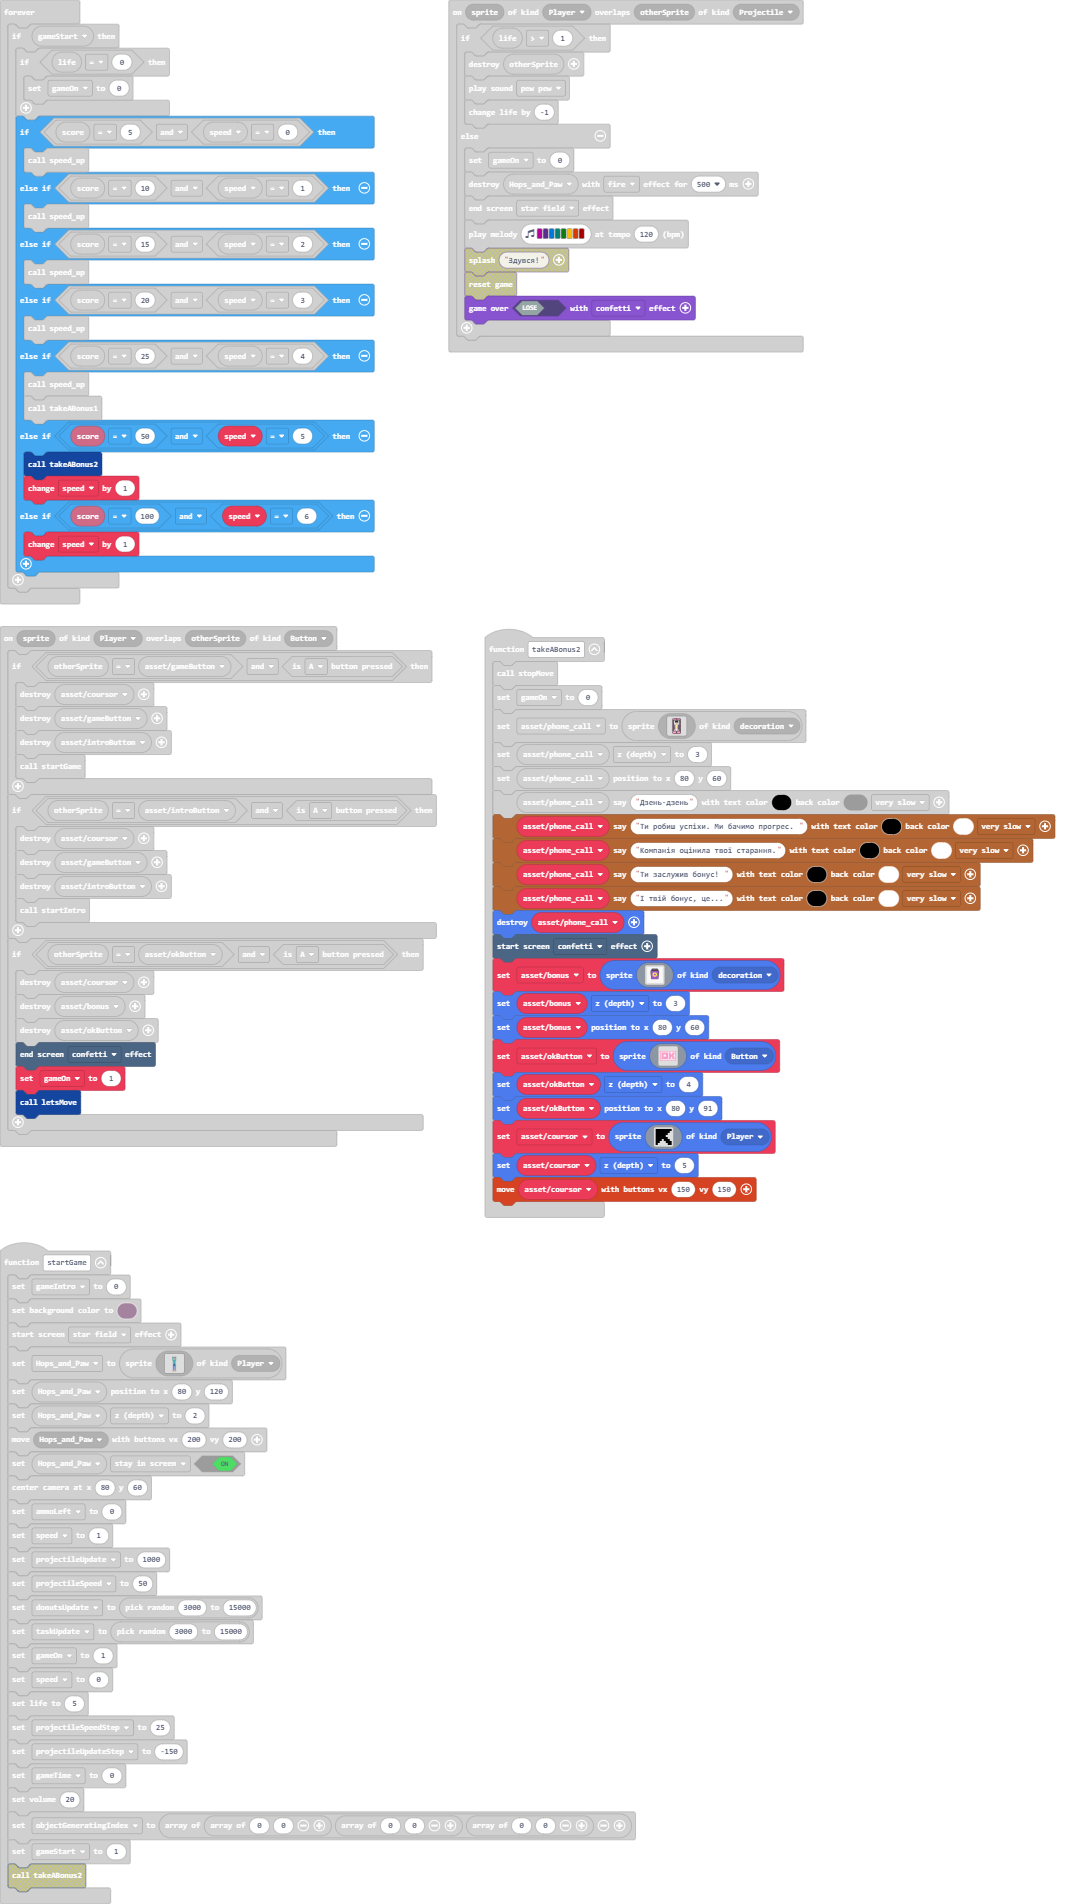 forever
if gameStart then
if life = 0 then
set gameOn to 0
if score = 5 and speed = 0 then
call speed_up
else if score = 10 and speed = 1 then
call speed_up
else if score = 15 and speed = 2 then
call speed_up
else if score = 20 and speed = 3 then
call speed_up
else if score = 25 and speed = 4 then
call speed_up
call takeABonus1
else if score = 50 and speed = 5 then
call takeABonus2
change speed by 1
else if score = 100 and speed = 6 then
change speed by 1
on sprite of kind Player overlaps otherSprite of kind Projectile
if life > 1 then
destroy otherSprite
play sound pew pew
change life by -1
else
set gameOn to 0
destroy Hops_and_Paw with fire effect for 500 ms
end screen star field effect
play melody at tempo 120 (bpm)
splash "Здувся!"
reset game
game over LOSE with confetti effect
on sprite of kind Player overlaps otherSprite of kind Button
if otherSprite = asset/gameButton and is A button pressed then
destroy asset/coursor
destroy asset/gameButton
destroy asset/introButton
call startGame
if otherSprite = asset/introButton and is A button pressed then
destroy asset/coursor
destroy asset/gameButton
destroy asset/introButton
call startIntro
if otherSprite = asset/okButton and is A button pressed then
destroy asset/coursor
destroy asset/bonus
destroy asset/okButton
end screen confetti effect
set gameOn to 1
call letsMove
function takeABonus2
call stopMove
set gameOn to 0
set asset/phone_call to sprite of kind decoration
set asset/phone_call z (depth) to 3
set asset/phone_call position to x 80 y 60
asset/phone_call say "Дзень-дзень" with text color back color very slow
asset/phone_call say "Ти робиш успіхи. Ми бачимо прогрес. " with text color back color very slow
asset/phone_call say "Компанія оцінила твої старання." with text color back color very slow
asset/phone_call say "Ти заслужив бонус! " with text color back color very slow
asset/phone_call say "І твій бонус, це..." with text color back color very slow
destroy asset/phone_call
start screen confetti effect
set asset/bonus to sprite of kind decoration
set asset/bonus z (depth) to 3
set asset/bonus position to x 80 y 60
set asset/okButton to sprite OK of kind Button
set asset/okButton z (depth) to 4
set asset/okButton position to x 80 y 91
set asset/coursor to sprite of kind Player
set asset/coursor z (depth) to 5
move asset/coursor with buttons vx 150 vy 150
function startGame
set gameIntro to 0
set background color to
start screen star field effect
set Hops_and_Paw to sprite of kind Player
set Hops_and_Paw position to x 80 y 120
set Hops_and_Paw z (depth) to 2
move Hops_and_Paw with buttons vx 200 vy 200
set Hops_and_Paw stay in screen ON
center camera at x 80 y 60
set ammoLeft to 0
set speed to 1
set projectileUpdate to 1000
set projectileSpeed to 50
set donutsUpdate to pick random 3000 to 15000
set taskUpdate to pick random 3000 to 15000
set gameOn to 1
set speed to 0
set life to 5
set projectileSpeedStep to 25
set projectileUpdateStep to -150
set gameTime to 0
set volume 20
set objectGeneratingIndex to array of array of 0 0 array of 0 0 array of 0 0
set gameStart to 1
call takeABonus2